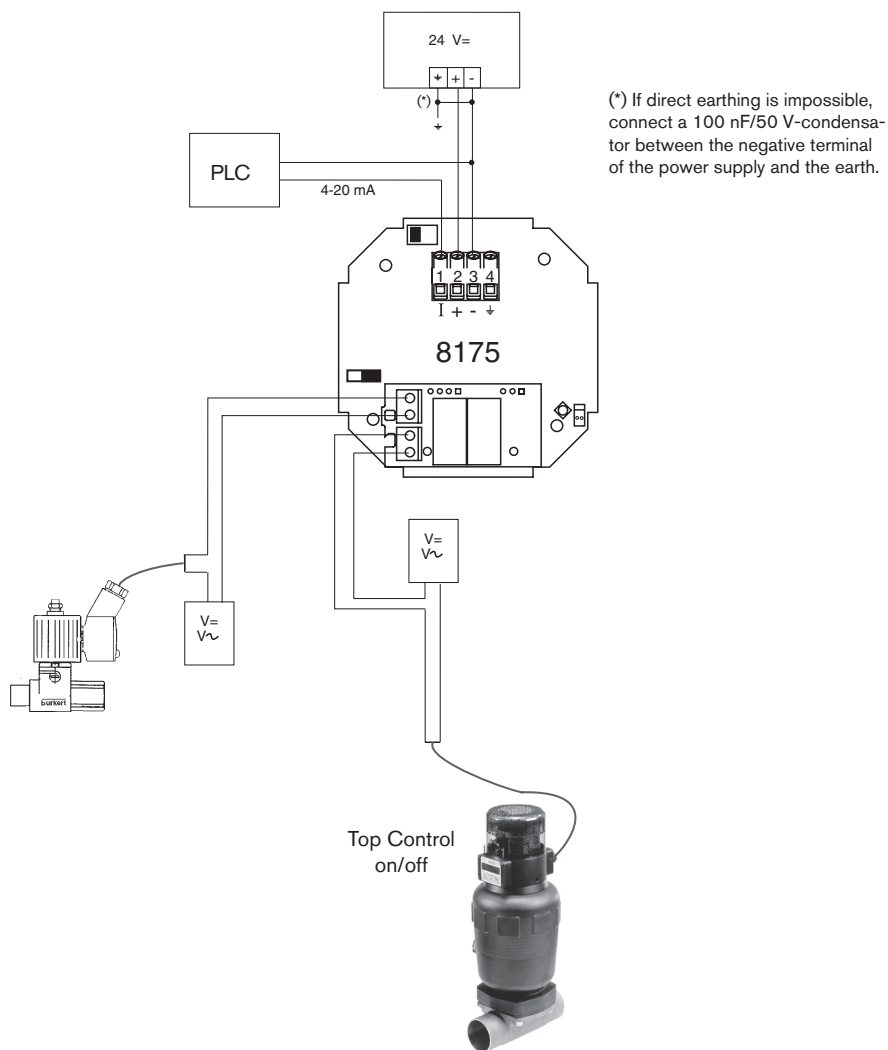 24 V=
+ -
(*)
(*) If direct earthing is impossible,
connect a 100 nF/50 V-condensa-
tor between the negative terminal
of the power supply and the earth.
PLC
4-20 mA
1 2 3 4
I + -
8175
V=
V~
V=
V~
burkert
Top Control
on/off